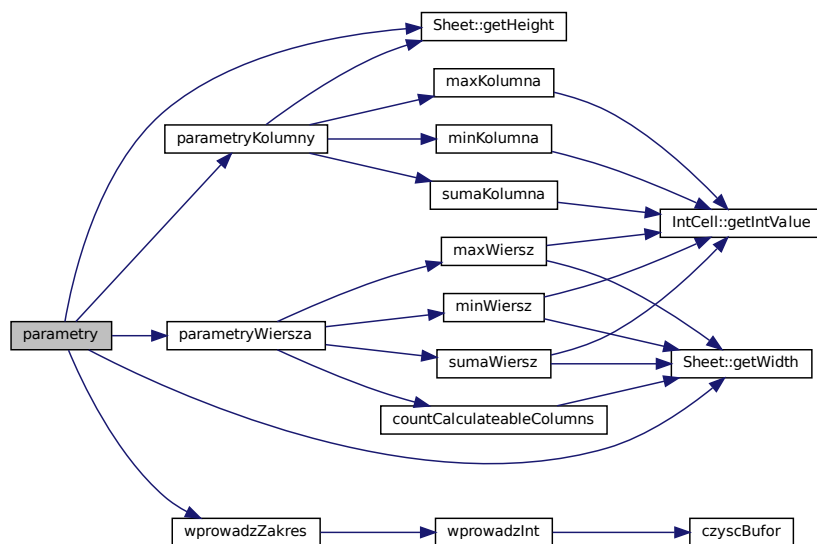 Sheet::getHeight
maxKolumna
parametryKolumny
minKolumna
sumaKolumna
IntCell::getIntValue
maxWiersz
minWiersz
parametry
parametryWiersza
sumaWiersz
Sheet::getWidth
countCalculateableColumns
wprowadzZakres
wprowadzInt
czyscBufor